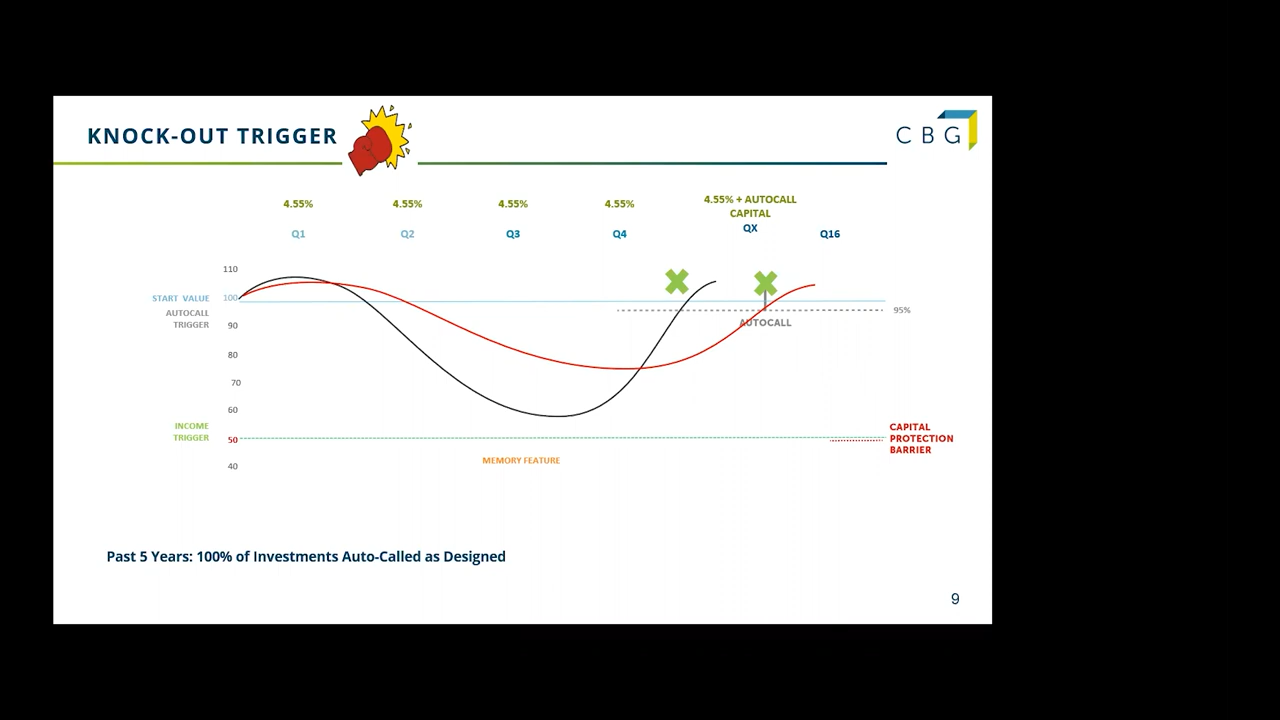 KNOCK-OUT TRIGGER
CBG
4.55%
4.55%
4.55%
4.55%
4.55% + AUTOCALL
CAPITAL
Q1
Q2
Q3
Q4
QX
Q16
110
START VALUE
100
AUTOCALL
TRIGGER
95%
90
AUTOCALL
80
70
60
INCOME
TRIGGER
50
CAPITAL
PROTECTION
BARRIER
40
MEMORY FEATURE
Past 5 Years: 100% of Investments Auto-Called as Designed
9